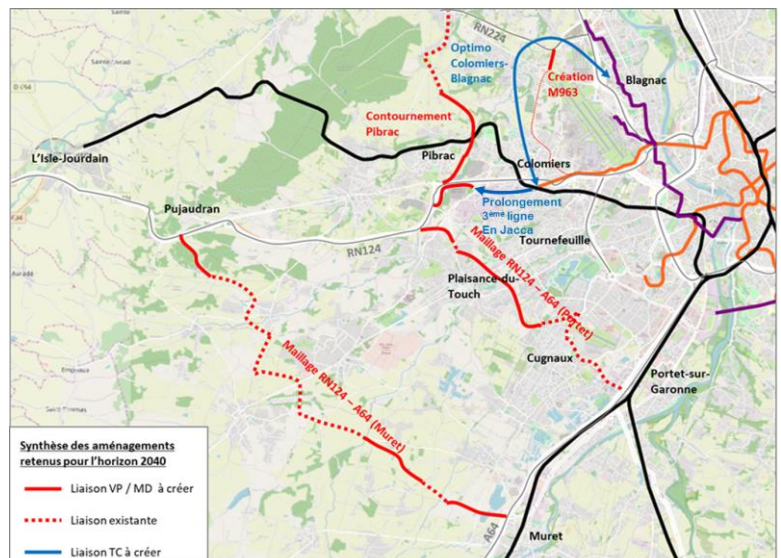 RN224
Optimo
Colomiers-
Blagnac
Blagnac
Création
M963
Contournement
Pibrac
L'Isle-Jourdain
Pibrac
Colomiers
Pujaudran
Prolongement
3ème ligne
En Jacca
RN124
Tournefeuille
Maillage RN124 – A64 (Portet)
Plaisance-du-
Touch
Maillage RN124 – A64 (Muret)
Cugnaux
Portet-sur-
Garonne
Synthèse des aménagements
retenus pour l'horizon 2040
Liaison VP / MD à créer
Liaison existante
Liaison TC à créer
A64
Muret